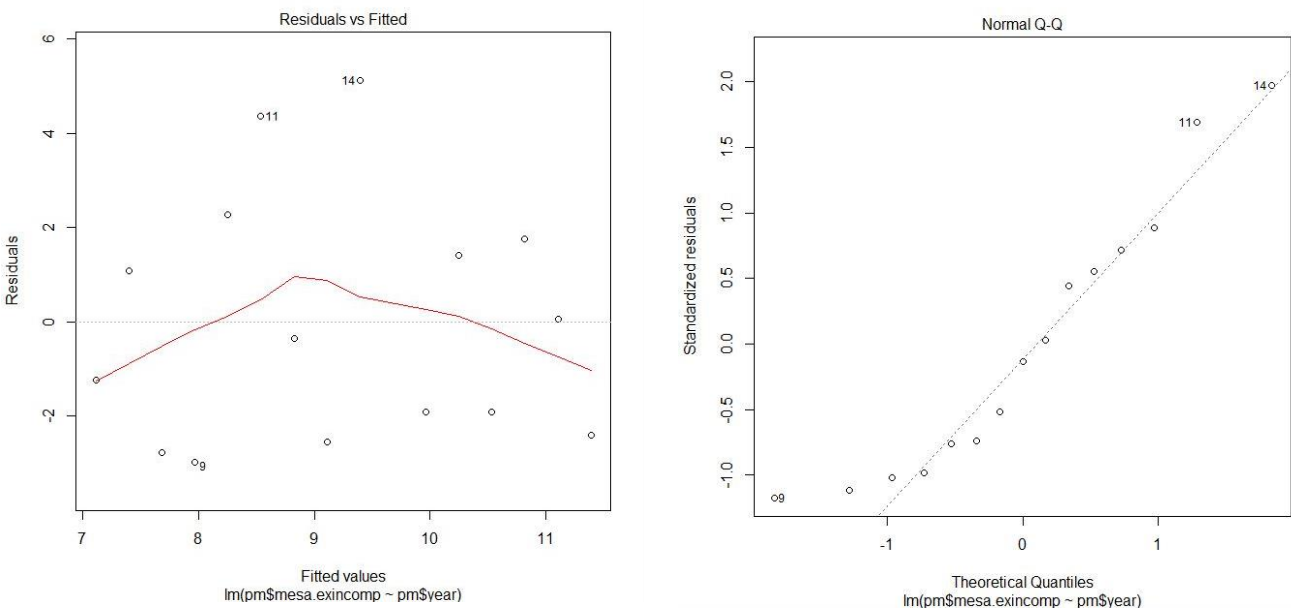 Residuals vs Fitted
6
4
2
0
-2
Residuals
14
11
9
7 8 9 10 11
Fitted values
lm(pm$mesa.exincomp ~ pm$year)
Normal Q-Q
2.0
1.5
1.0
0.5
0.0
-0.5
-1.0
Standardized residuals
14
11
9
-1 0 1
Theoretical Quantiles
lm(pm$mesa.exincomp ~ pm$year)